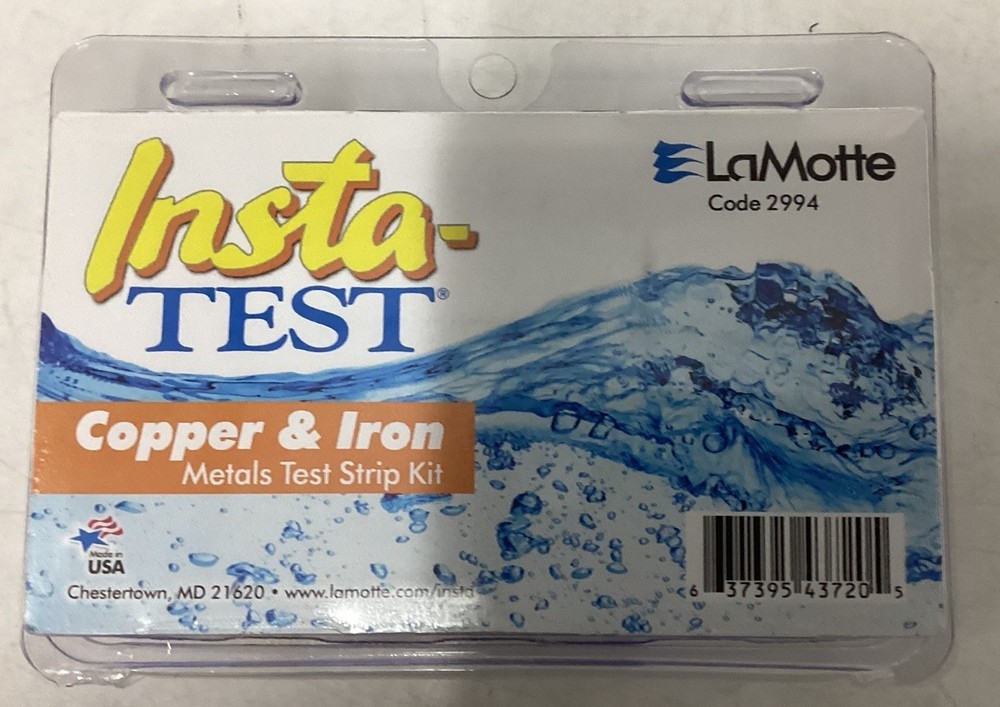 Insta-
TEST®
LaMotte
Code 2994
Copper & Iron
Metals Test Strip Kit
Made in
USA
Chestertown, MD 21620 • www.lamotte.com/insta
6 37395 43720 5